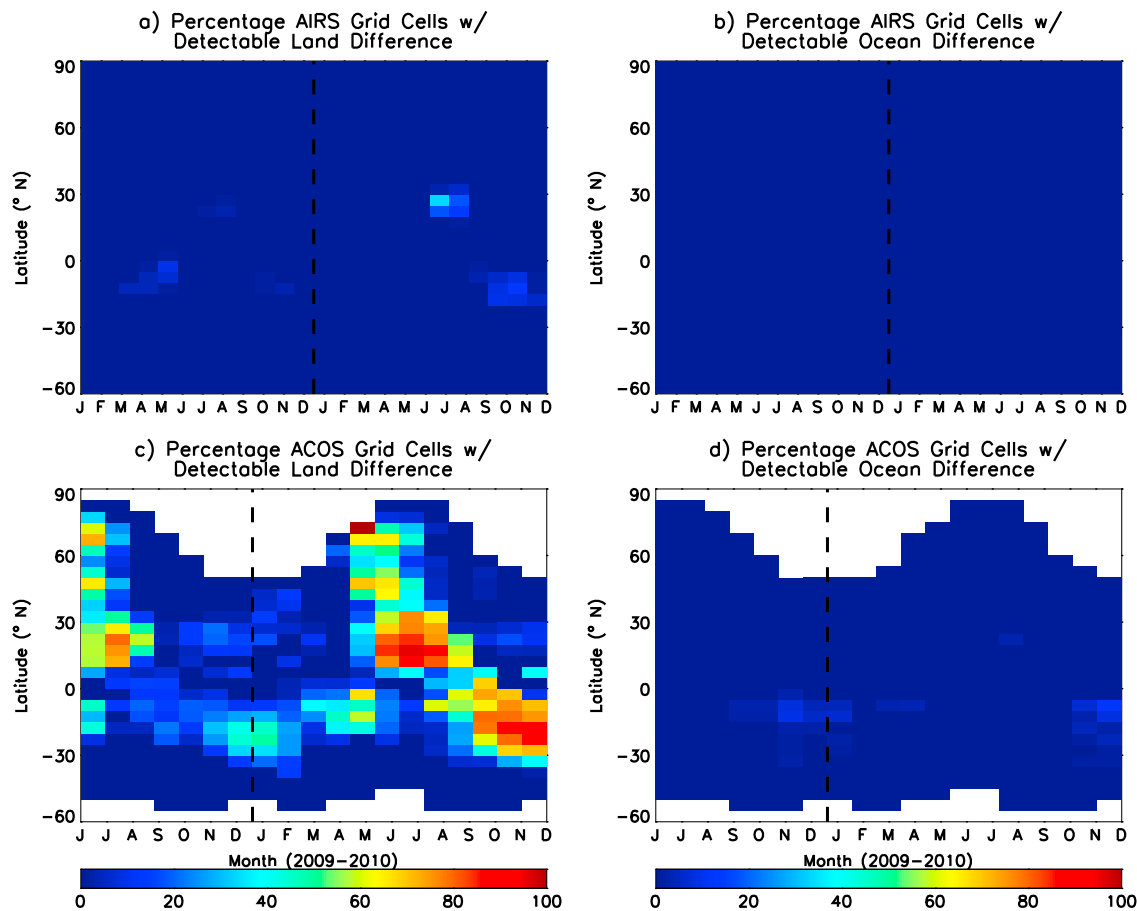 a) Percentage AIRS Grid Cells w/
Detectable Land Difference
b) Percentage AIRS Grid Cells w/
Detectable Ocean Difference
90
60
30
0
−30
−60
Latitude (° N)
J F M A M J J A S O N D J F M A M J J A S O N D
90
60
30
0
−30
−60
Latitude (° N)
J F M A M J J A S O N D J F M A M J J A S O N D
c) Percentage ACOS Grid Cells w/
Detectable Land Difference
d) Percentage ACOS Grid Cells w/
Detectable Ocean Difference
90
60
30
0
−30
−60
Latitude (° N)
J J A S O N D J F M A M J J A S O N D
Month (2009−2010)
0 20 40 60 80 100
90
60
30
0
−30
−60
Latitude (° N)
J J A S O N D J F M A M J J A S O N D
Month (2009−2010)
0 20 40 60 80 100